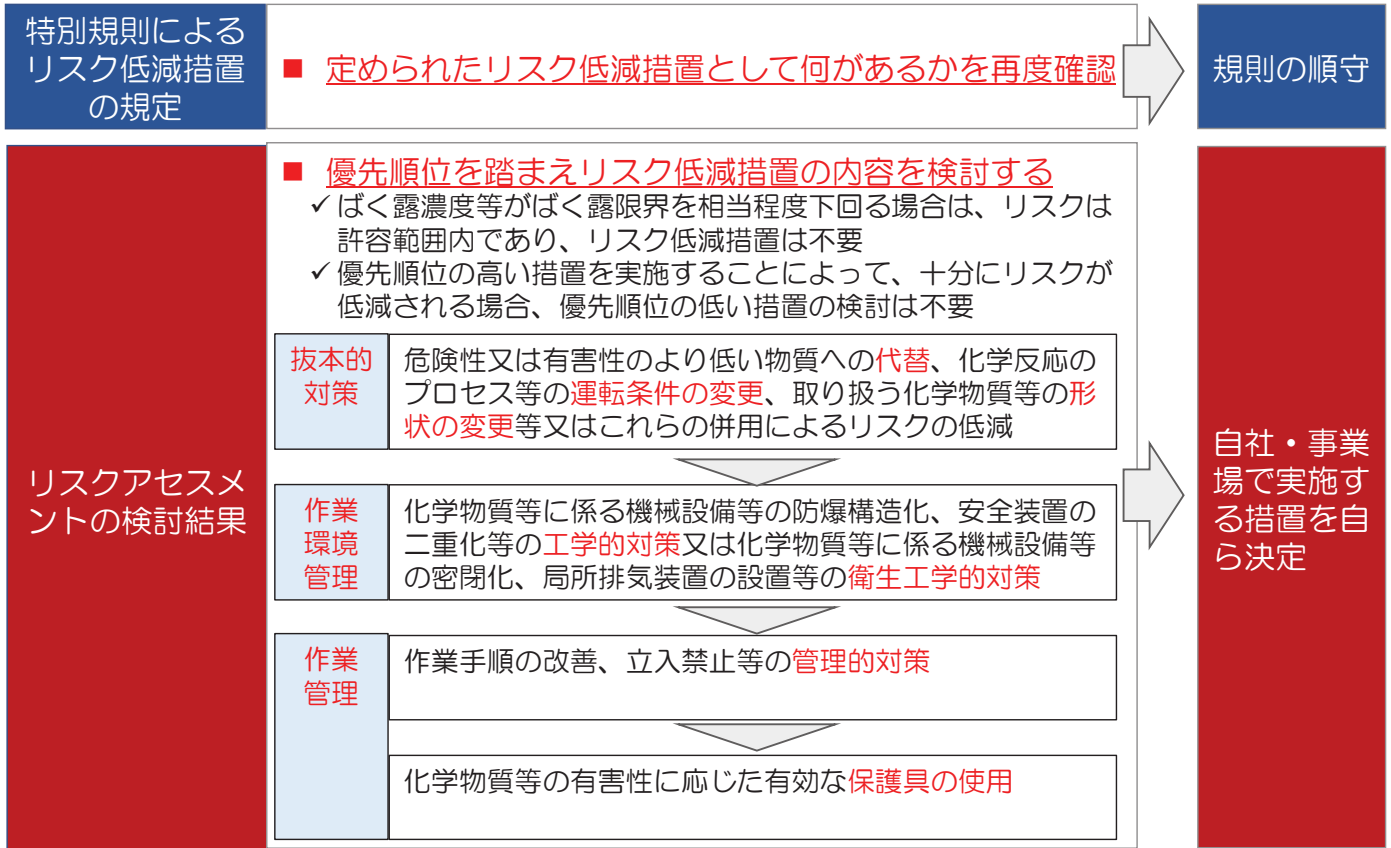 特別規則による
リスク低減措置
の規定
■ 定められたリスク低減措置として何があるかを再度確認
規則の順守
リスクアセスメ
ントの検討結果
■ 優先順位を踏まえリスク低減措置の内容を検討する
✓ ばく露濃度等がばく露限界を相当程度下回る場合は、リスクは
許容範囲内であり、リスク低減措置は不要
✓ 優先順位の高い措置を実施することによって、十分にリスクが
低減される場合、優先順位の低い措置の検討は不要
抜本的
対策
危険性又は有害性のより低い物質への代替、化学反応の
プロセス等の運転条件の変更、取り扱う化学物質等の形
状の変更等又はこれらの併用によるリスクの低減
作業
環境
管理
化学物質等に係る機械設備等の防爆構造化、安全装置の
二重化等の工学的対策又は化学物質等に係る機械設備等
の密閉化、局所排気装置の設置等の衛生工学的対策
作業
管理
作業手順の改善、立入禁止等の管理的対策
化学物質等の有害性に応じた有効な保護具の使用
自社・事業
場で実施す
る措置を自
ら決定